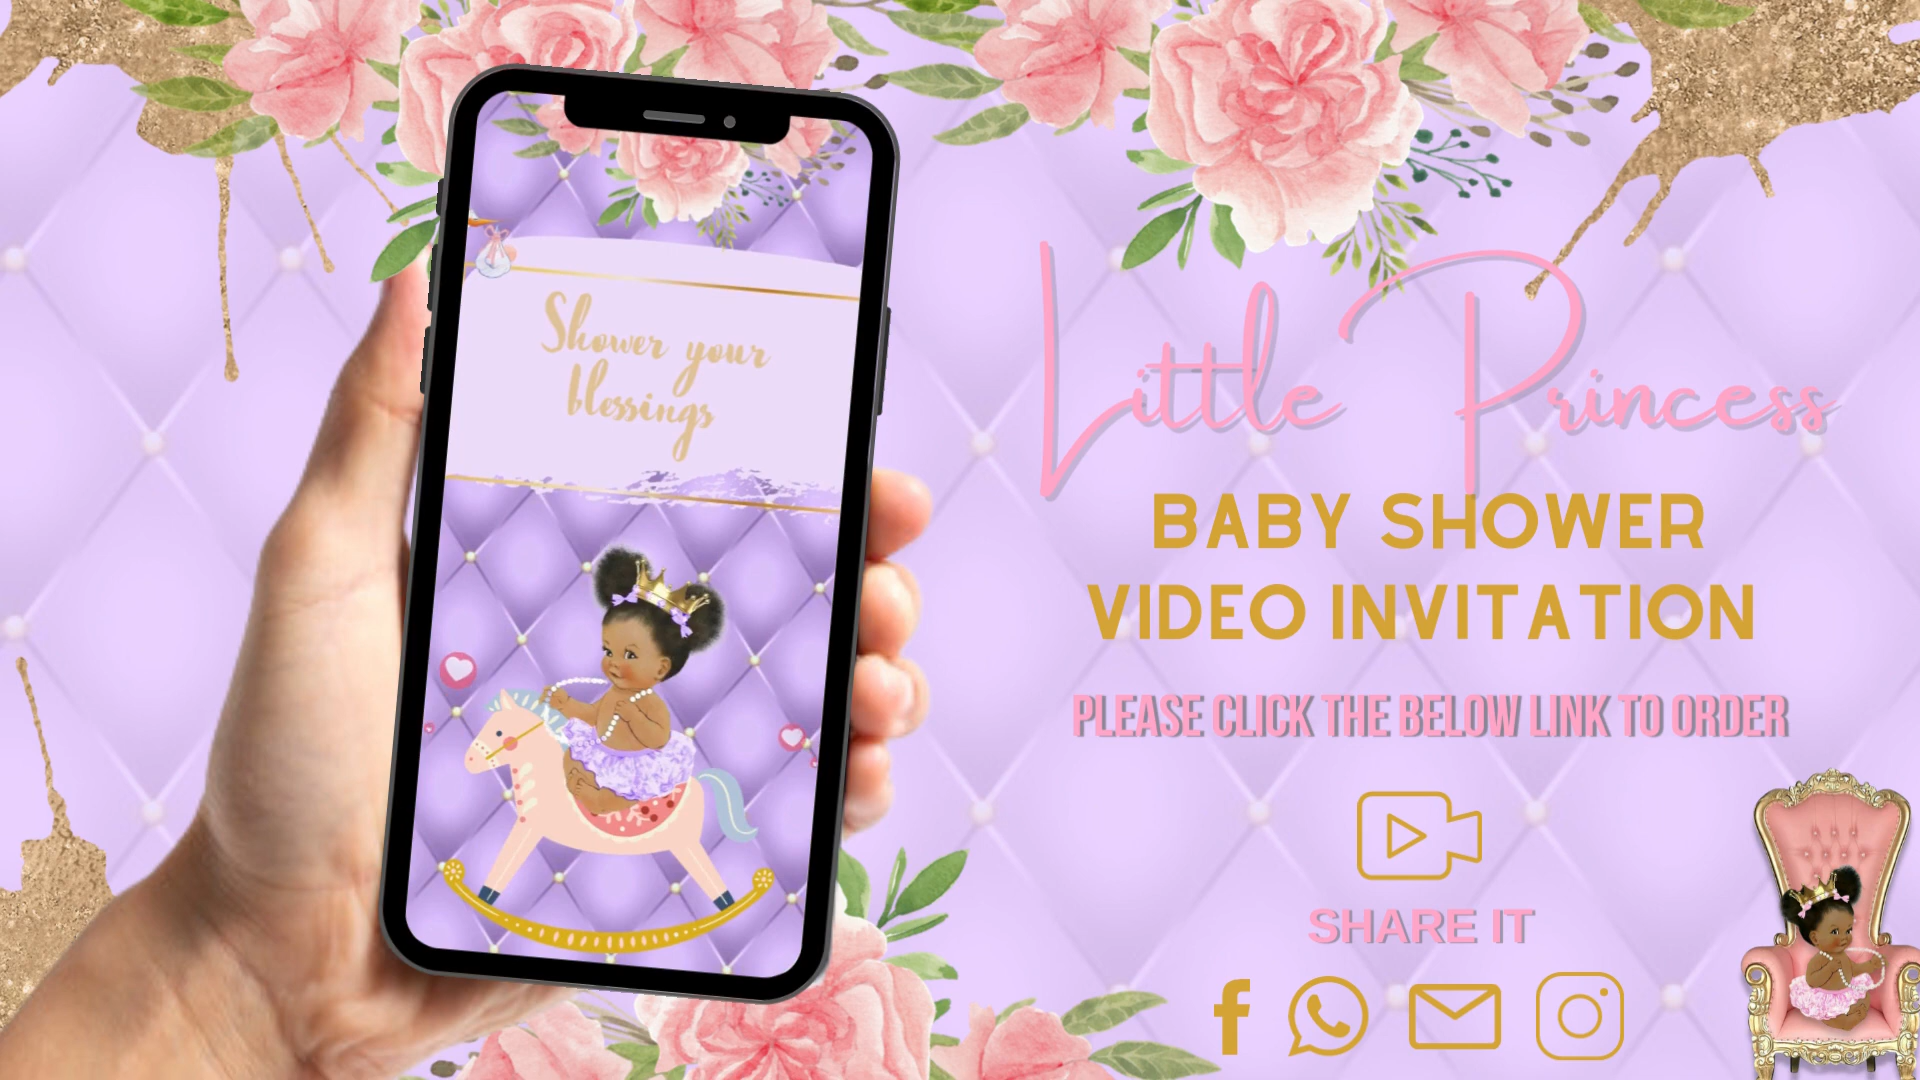 Shower your
blessings
Little Princess
BABY SHOWER
VIDEO INVITATION
PLEASE CLICK THE BELOW LINK TO ORDER
SHARE IT